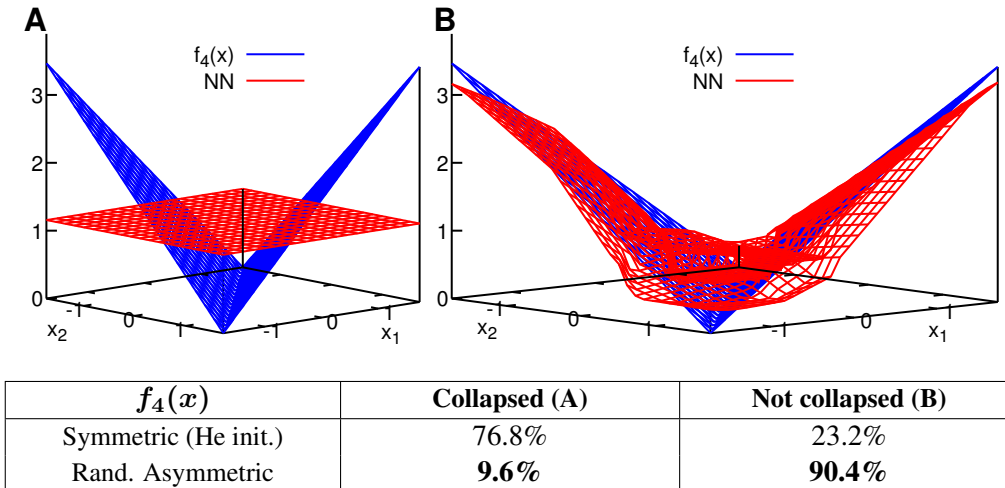 A
f₄(x)
NN
3
2
1
0
x₂
-1
0
1
-1
0
1
x₁
B
f₄(x)
NN
3
2
1
0
x₂
-1
0
1
-1
0
1
x₁
f₄(x) Collapsed (A) Not collapsed (B)
Symmetric (He init.) 76.8% 23.2%
Rand. Asymmetric 9.6% 90.4%